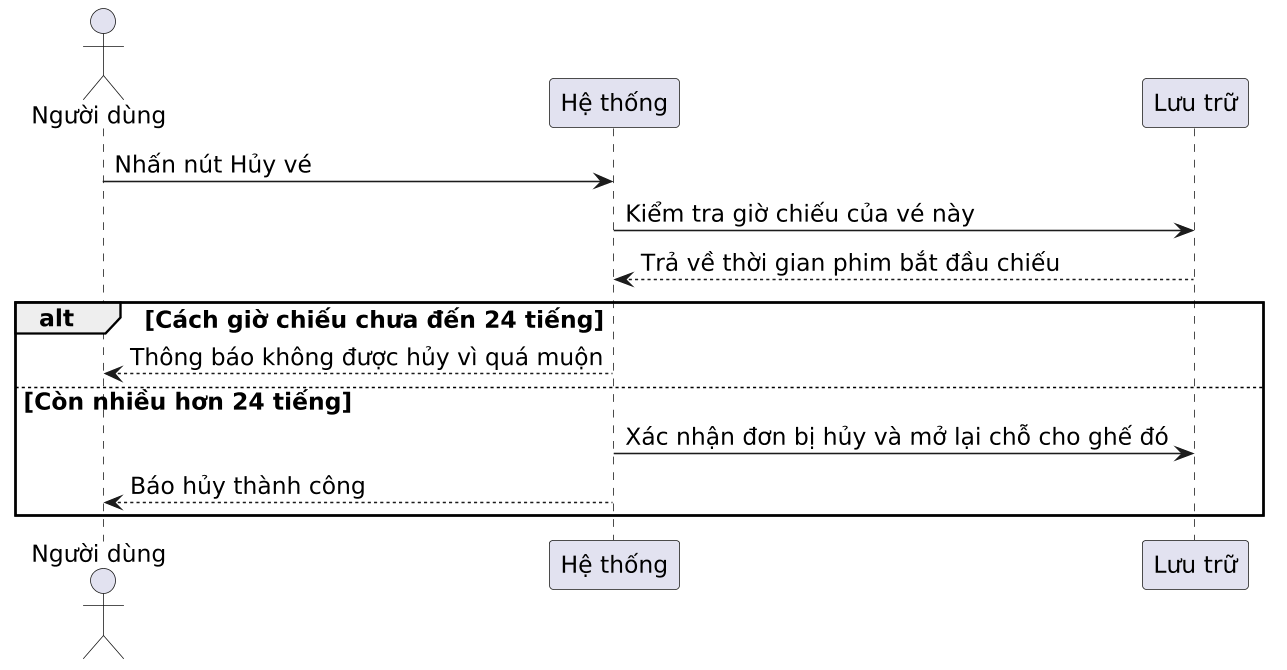 Người dùng
Hệ thống
Lưu trữ
Nhấn nút Hủy vé
Kiểm tra giờ chiếu của vé này
Trả về thời gian phim bắt đầu chiếu
alt [Cách giờ chiếu chưa đến 24 tiếng]
Thông báo không được hủy vì quá muộn
[Còn nhiều hơn 24 tiếng]
Xác nhận đơn bị hủy và mở lại chỗ cho ghế đó
Báo hủy thành công
Người dùng
Hệ thống
Lưu trữ